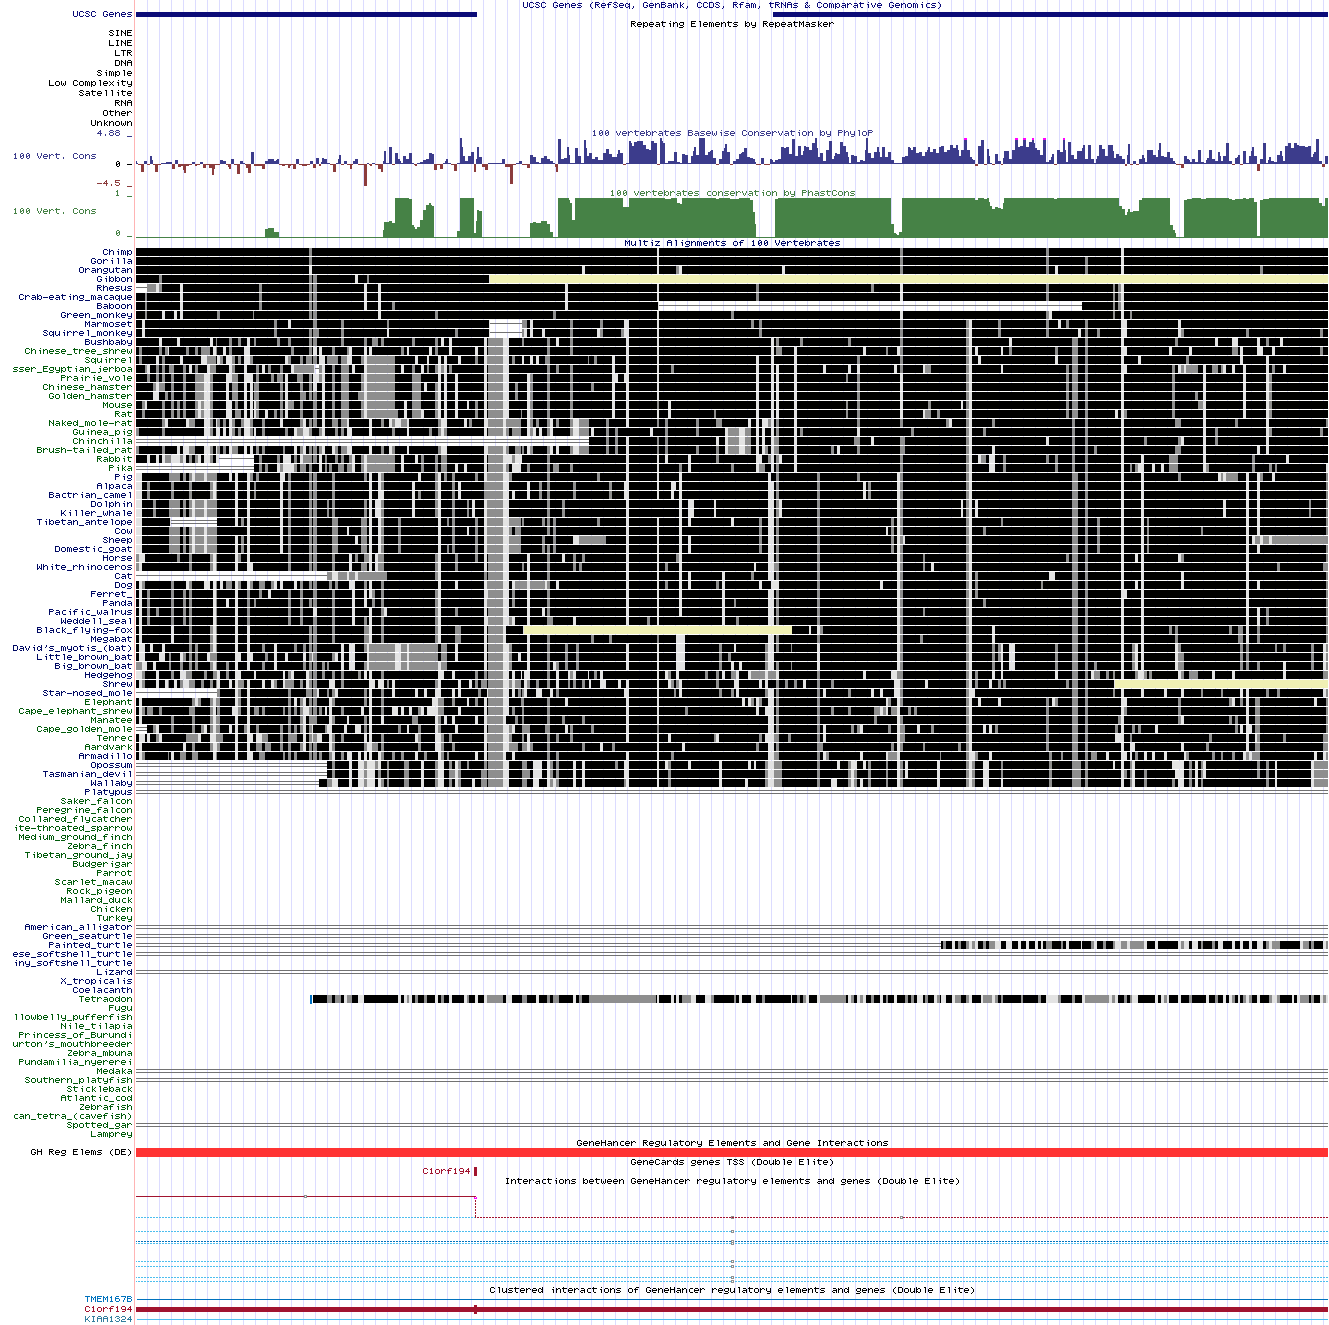 UCSC Genes (RefSeq, GenBank, CCDS, Rfam, tRNAs & Comparative Genomics)
UCSC Genes
Repeating Elements by RepeatMasker
SINE
LINE
LTR
DNA
Simple
Low Complexity
Satellite
RNA
Other
Unknown
4.88 _
100 vertebrates Basewise Conservation by PhyloP
100 Vert. Cons
0 _
-4.5 _
1 _
100 vertebrates conservation by PhastCons
100 Vert. Cons
0 _
Multiz Alignments of 100 Vertebrates
Chimp
Gorilla
Orangutan
Gibbon
Rhesus
Crab-eating_macaque
Baboon
Green_monkey
Marmoset
Squirrel_monkey
Bushbaby
Chinese_tree_shrew
Squirrel
sser_Egyptian_jerboa
Prairie_vole
Chinese_hamster
Golden_hamster
Mouse
Rat
Naked_mole-rat
Guinea_pig
Chinchilla
Brush-tailed_rat
Rabbit
Pika
Pig
Alpaca
Bactrian_camel
Dolphin
Killer_whale
Tibetan_antelope
Cow
Sheep
Domestic_goat
Horse
White_rhinoceros
Cat
Dog
Ferret_
Panda
Pacific_walrus
Weddell_seal
Black_flying-fox
Megabat
David's_myotis_(bat)
Little_brown_bat
Big_brown_bat
Hedgehog
Shrew
Star-nosed_mole
Elephant
Cape_elephant_shrew
Manatee
Cape_golden_mole
Tenrec
Aardvark
Armadillo
Opossum
Tasmanian_devil
Wallaby
Platypus
Saker_falcon
Peregrine_falcon
Collared_flycatcher
ite-throated_sparrow
Medium_ground_finch
Zebra_finch
Tibetan_ground_jay
Budgerigar
Parrot
Scarlet_macaw
Rock_pigeon
Mallard_duck
Chicken
Turkey
American_alligator
Green_seaturtle
Painted_turtle
ese_softshell_turtle
iny_softshell_turtle
Lizard
X_tropicalis
Coelacanth
Tetraodon
Fugu
llowbelly_pufferfish
Nile_tilapia
Princess_of_Burundi
urton's_mouthbreeder
Zebra_mbuna
Pundamilia_nyererei
Medaka
Southern_platyfish
Stickleback
Atlantic_cod
Zebrafish
can_tetra_(cavefish)
Spotted_gar
Lamprey
GeneHancer Regulatory Elements and Gene Interactions
GH Reg Elems (DE)
GeneCards genes TSS (Double Elite)
C1orf194
Interactions between GeneHancer regulatory elements and genes (Double Elite)
Clustered interactions of GeneHancer regulatory elements and genes (Double Elite)
TMEM167B
C1orf194
KIAA1324